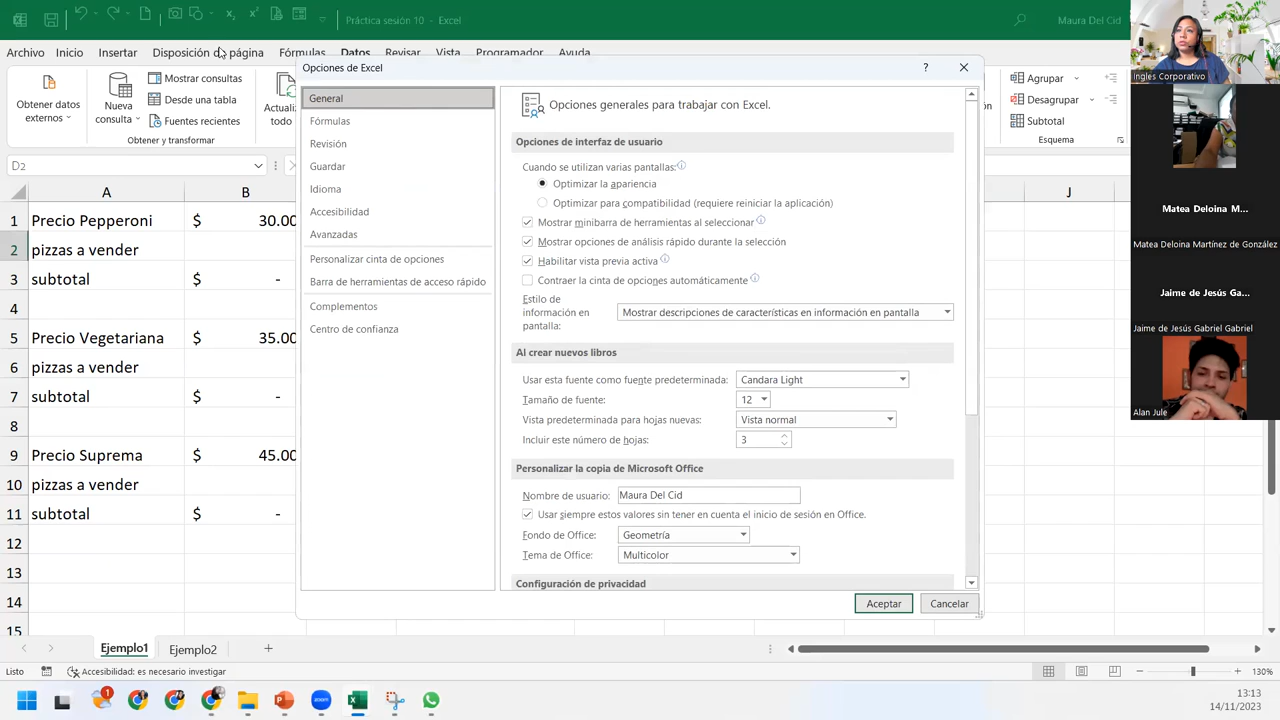 Práctica sesión 10 - Excel
Maura Del Cid
Archivo Inicio Insertar Disposición de página Fórmulas Datos Revisar Vista Programador Ayuda
Obtener datos externos
Nueva consulta
Mostrar consultas
Desde una tabla
Fuentes recientes
Obtener y transformar
Actualizar todo
Agrupar
Desagrupar
Subtotal
Esquema
D2
A B J
1 Precio Pepperoni $ 30.00
2 pizzas a vender
3 subtotal $ -
4
5 Precio Vegetariana $ 35.00
6 pizzas a vender
7 subtotal $ -
8
9 Precio Suprema $ 45.00
10 pizzas a vender
11 subtotal $ -
12
13
14
15
Opciones de Excel
?
General
Fórmulas
Revisión
Guardar
Idioma
Accesibilidad
Avanzadas
Personalizar cinta de opciones
Barra de herramientas de acceso rápido
Complementos
Centro de confianza
Opciones generales para trabajar con Excel.
Opciones de interfaz de usuario
Cuando se utilizan varias pantallas:
Optimizar la apariencia
Optimizar para compatibilidad (requiere reiniciar la aplicación)
Mostrar minibarra de herramientas al seleccionar
Mostrar opciones de análisis rápido durante la selección
Habilitar vista previa activa
Contraer la cinta de opciones automáticamente
Estilo de información en pantalla: Mostrar descripciones de características en información en pantalla
Al crear nuevos libros
Usar esta fuente como fuente predeterminada: Candara Light
Tamaño de fuente: 12
Vista predeterminada para hojas nuevas: Vista normal
Incluir este número de hojas: 3
Personalizar la copia de Microsoft Office
Nombre de usuario: Maura Del Cid
Usar siempre estos valores sin tener en cuenta el inicio de sesión en Office.
Fondo de Office: Geometría
Tema de Office: Multicolor
Configuración de privacidad
Aceptar Cancelar
Ingles Corporativo
Matea Deloina M...
Matea Deloina Martínez de González
Jaime de Jesús Ga...
Jaime de Jesús Gabriel Gabriel
Alan Jule
Ejemplo1 Ejemplo2
Listo Accesibilidad: es necesario investigar
130%
1
zoom
13:13
14/11/2023